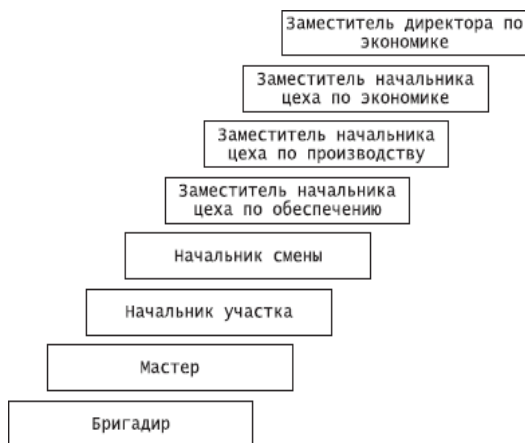 Заместитель директора по
экономике
Заместитель начальника
цеха по экономике
Заместитель начальника
цеха по производству
Заместитель начальника
цеха по обеспечению
Начальник смены
Начальник участка
Мастер
Бригадир